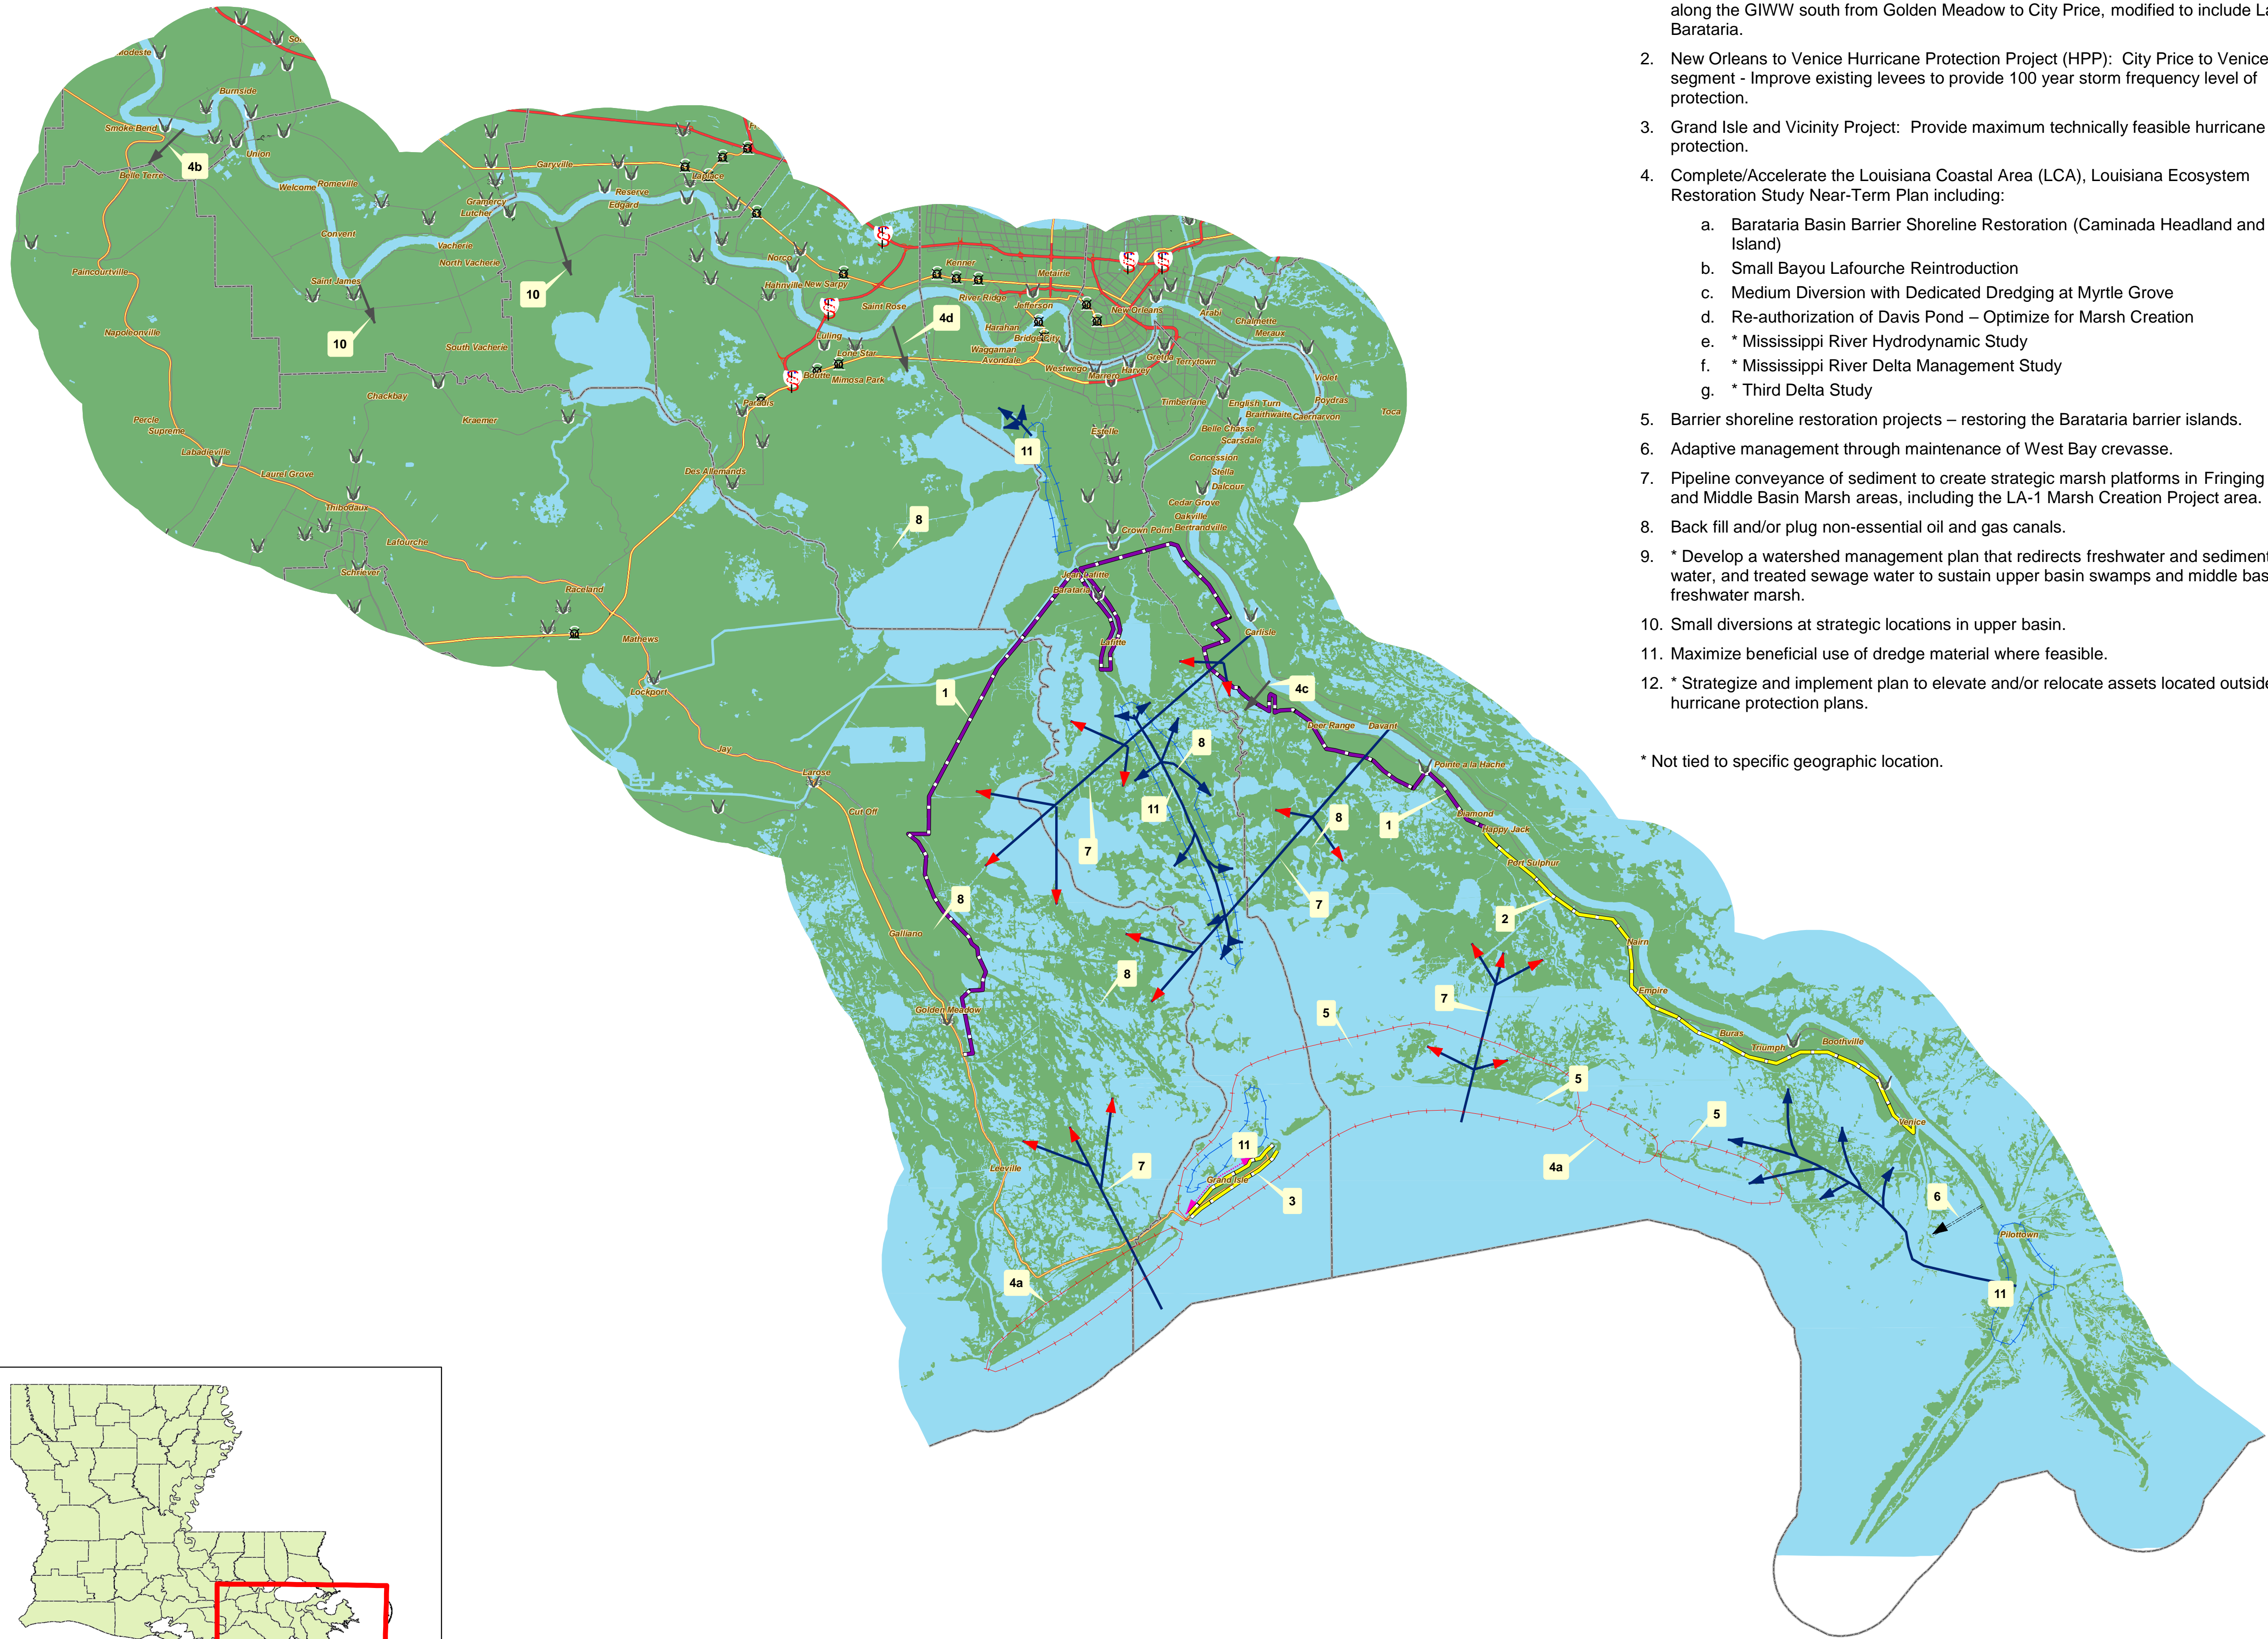 along the GIWW south from Golden Meadow to City Price, modified to include La
Barataria.
2. New Orleans to Venice Hurricane Protection Project (HPP): City Price to Venice
segment - Improve existing levees to provide 100 year storm frequency level of
protection.
3. Grand Isle and Vicinity Project: Provide maximum technically feasible hurricane
protection.
4. Complete/Accelerate the Louisiana Coastal Area (LCA), Louisiana Ecosystem
Restoration Study Near-Term Plan including:
a. Barataria Basin Barrier Shoreline Restoration (Caminada Headland and
Island)
b. Small Bayou Lafourche Reintroduction
c. Medium Diversion with Dedicated Dredging at Myrtle Grove
d. Re-authorization of Davis Pond – Optimize for Marsh Creation
e. * Mississippi River Hydrodynamic Study
f. * Mississippi River Delta Management Study
g. * Third Delta Study
5. Barrier shoreline restoration projects – restoring the Barataria barrier islands.
6. Adaptive management through maintenance of West Bay crevasse.
7. Pipeline conveyance of sediment to create strategic marsh platforms in Fringing
and Middle Basin Marsh areas, including the LA-1 Marsh Creation Project area.
8. Back fill and/or plug non-essential oil and gas canals.
9. * Develop a watershed management plan that redirects freshwater and sediment
water, and treated sewage water to sustain upper basin swamps and middle bas
freshwater marsh.
10. Small diversions at strategic locations in upper basin.
11. Maximize beneficial use of dredge material where feasible.
12. * Strategize and implement plan to elevate and/or relocate assets located outside
hurricane protection plans.
* Not tied to specific geographic location.
Modeste
Sor
Burnside
Smoke Bend
Union
4b
Belle Terre
Welcome
Romeville
Garyville
Laplace
Reserve
Edgard
Gramercy
Lutcher
Convent
Vacherie
North Vacherie
Paincourtville
Saint James
10
10
Norco
Hahnville
New Sarpy
Kenner
Metairie
River Ridge
Saint Rose
Jefferson
New Orleans
Arabi
4d
Harahan
Chalmette
Meraux
Napoleonville
South Vacherie
Luling
Bridge City
Lone Star
Waggaman
Avondale
Gretna
Terrytown
Westwego
Marrero
Harvey
Boutte
Mimosa Park
Violet
Chackbay
Paradis
Timberlane
English Turn
Poydras
Toca
Braithwaite
Caernarvon
Percle
Supreme
Kraemer
Estelle
Belle Chasse
Scarsdale
Labadieville
11
Concession
Laurel Grove
Des Allemands
Stella
Dalcour
Thibodaux
Cedar Grove
Oakville
Bertrandville
8
Crown Point
Lafourche
Schriever
Jean Lafitte
Barataria
Raceland
Mathews
Carlisle
Lafitte
Lockport
1
4c
Deer Range
Davant
Jay
8
Larose
Pointe a la Hache
Cut Off
11
8
1
Diamond
Happy Jack
7
Port Sulphur
8
7
2
Galliano
Nairn
8
Empire
7
Golden Meadow
5
Buras
Triumph
Boothville
5
5
Venice
11
Leeville
7
4a
Grand Isle
3
6
Pilottown
4a
11